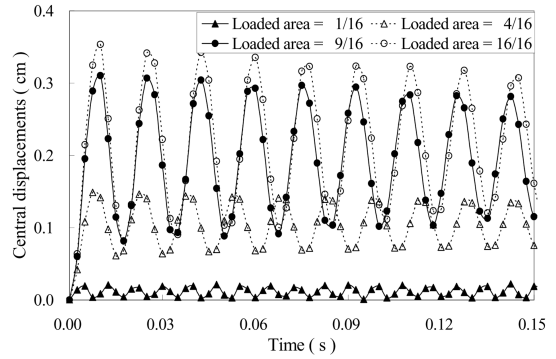 0.4
Loaded area = 1/16
Loaded area = 4/16
Loaded area = 9/16
Loaded area = 16/16
0.3
0.2
0.1
0.0
Central displacements ( cm )
0.00
0.03
0.06
0.09
0.12
0.15
Time ( s )